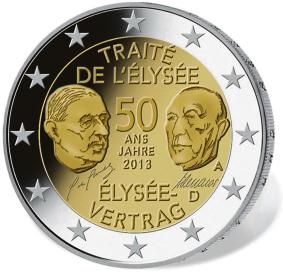 TRAITÉ
DE L'ÉLYSÉE
50
ANS
JAHRE
2013
A
ÉLYSÉE-
D
VERTRAG